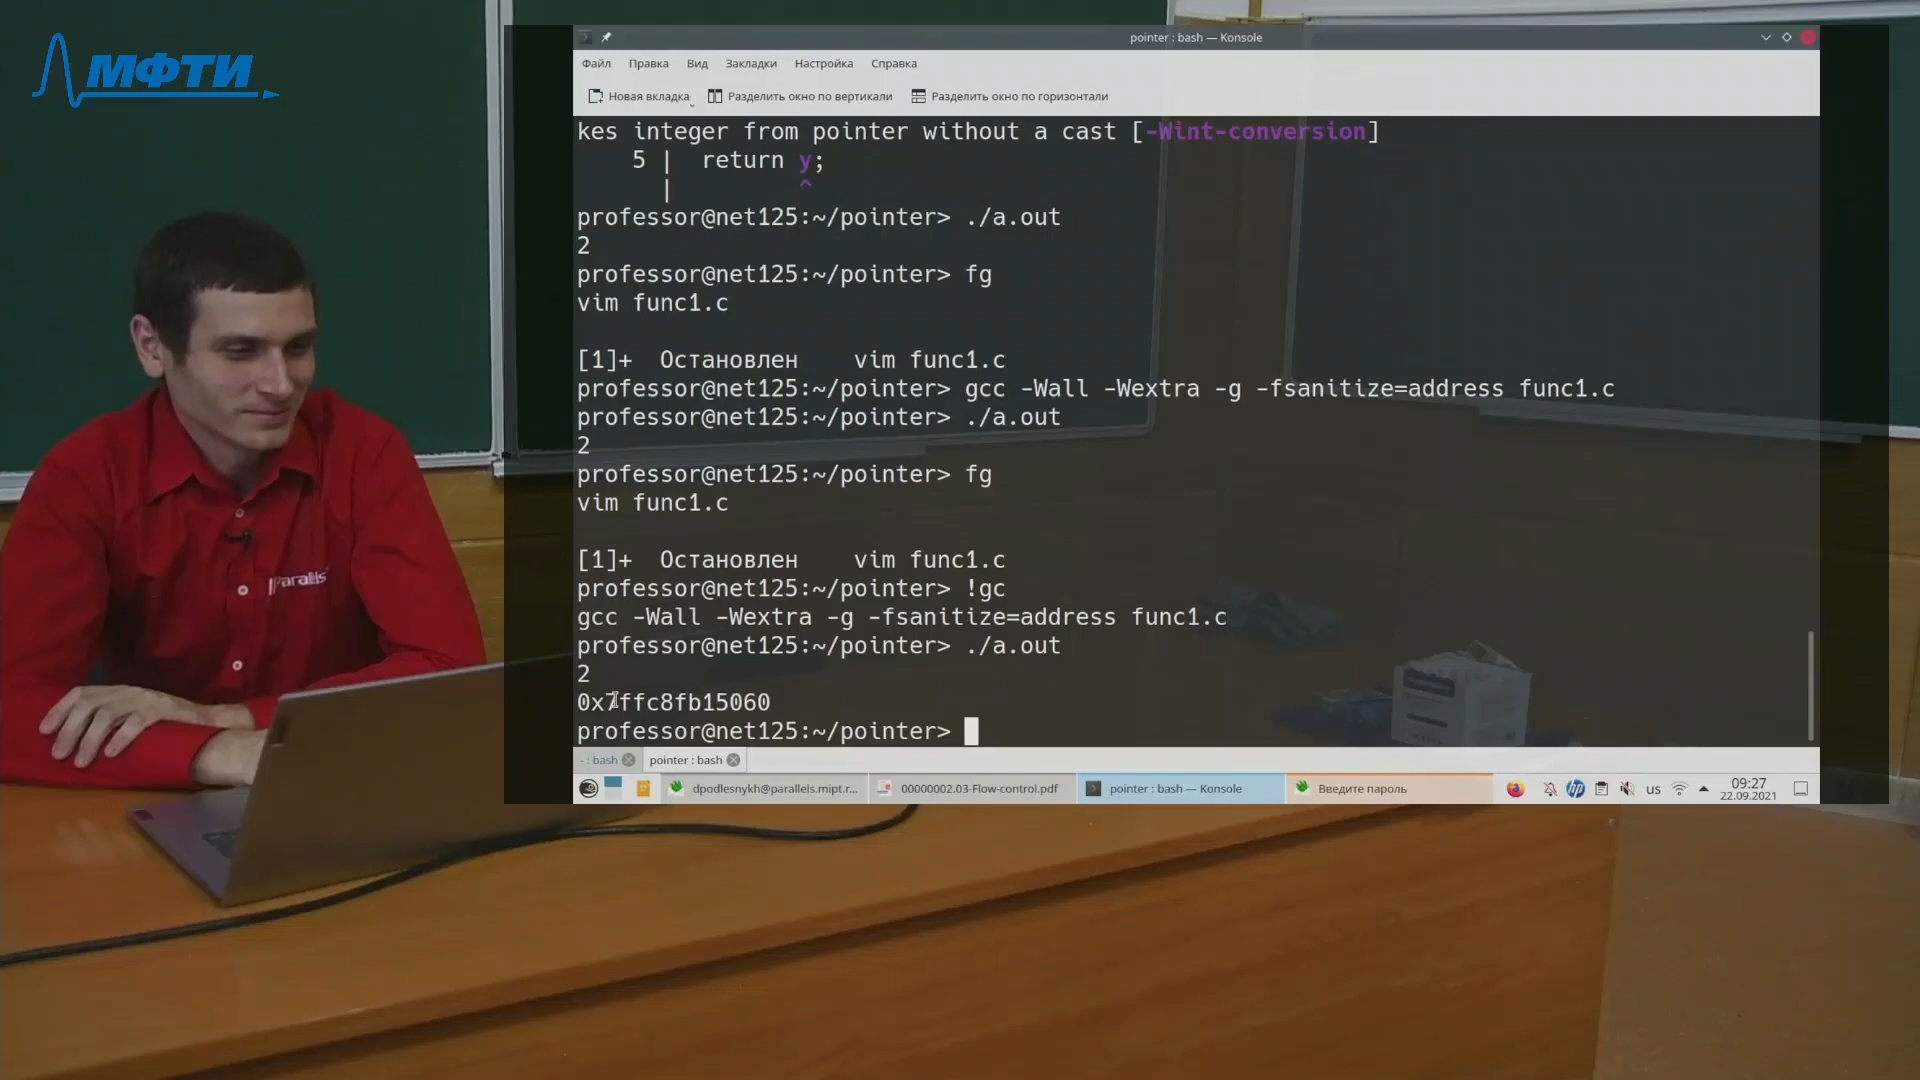 МФТИ
pointer : bash — Konsole
Файл Правка Вид Закладки Настройка Справка
Новая вкладка Разделить окно по вертикали Разделить окно по горизонтали
kes integer from pointer without a cast [-Wint-conversion]
5 | return y;
| ^
professor@net125:~/pointer> ./a.out
2
professor@net125:~/pointer> fg
vim func1.c
[1]+ Остановлен vim func1.c
professor@net125:~/pointer> gcc -Wall -Wextra -g -fsanitize=address func1.c
professor@net125:~/pointer> ./a.out
2
professor@net125:~/pointer> fg
vim func1.c
[1]+ Остановлен vim func1.c
professor@net125:~/pointer> !gc
gcc -Wall -Wextra -g -fsanitize=address func1.c
professor@net125:~/pointer> ./a.out
2
0x7ffc8fb15060
professor@net125:~/pointer>
- : bash pointer : bash
dpodlesnykh@parallels.mipt.r... 00000002.03-Flow-control.pdf pointer : bash — Konsole Введите пароль us 09:27
22.09.2021
Parallels